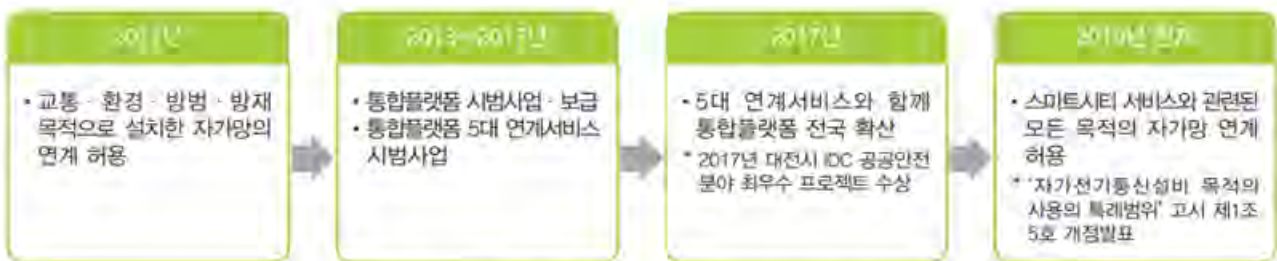 2017년
• 교통 · 환경 · 방범 · 방재
목적으로 설치한 자가망의
연계 허용
• 통합플랫폼 시범사업 · 보급
• 통합플랫폼 5대 연계서비스
시범사업
• 5대 연계서비스와 함께
통합플랫폼 전국 확산
* 2017년 대전시 IDC 공공안전
분야 최우수 프로젝트 수상
• 스마트시티 서비스와 관련된
모든 목적의 자가망 연계
허용
* '자가전기통신설비 목적의
사용의 특례범위' 고시 제1조
5호 개정발표